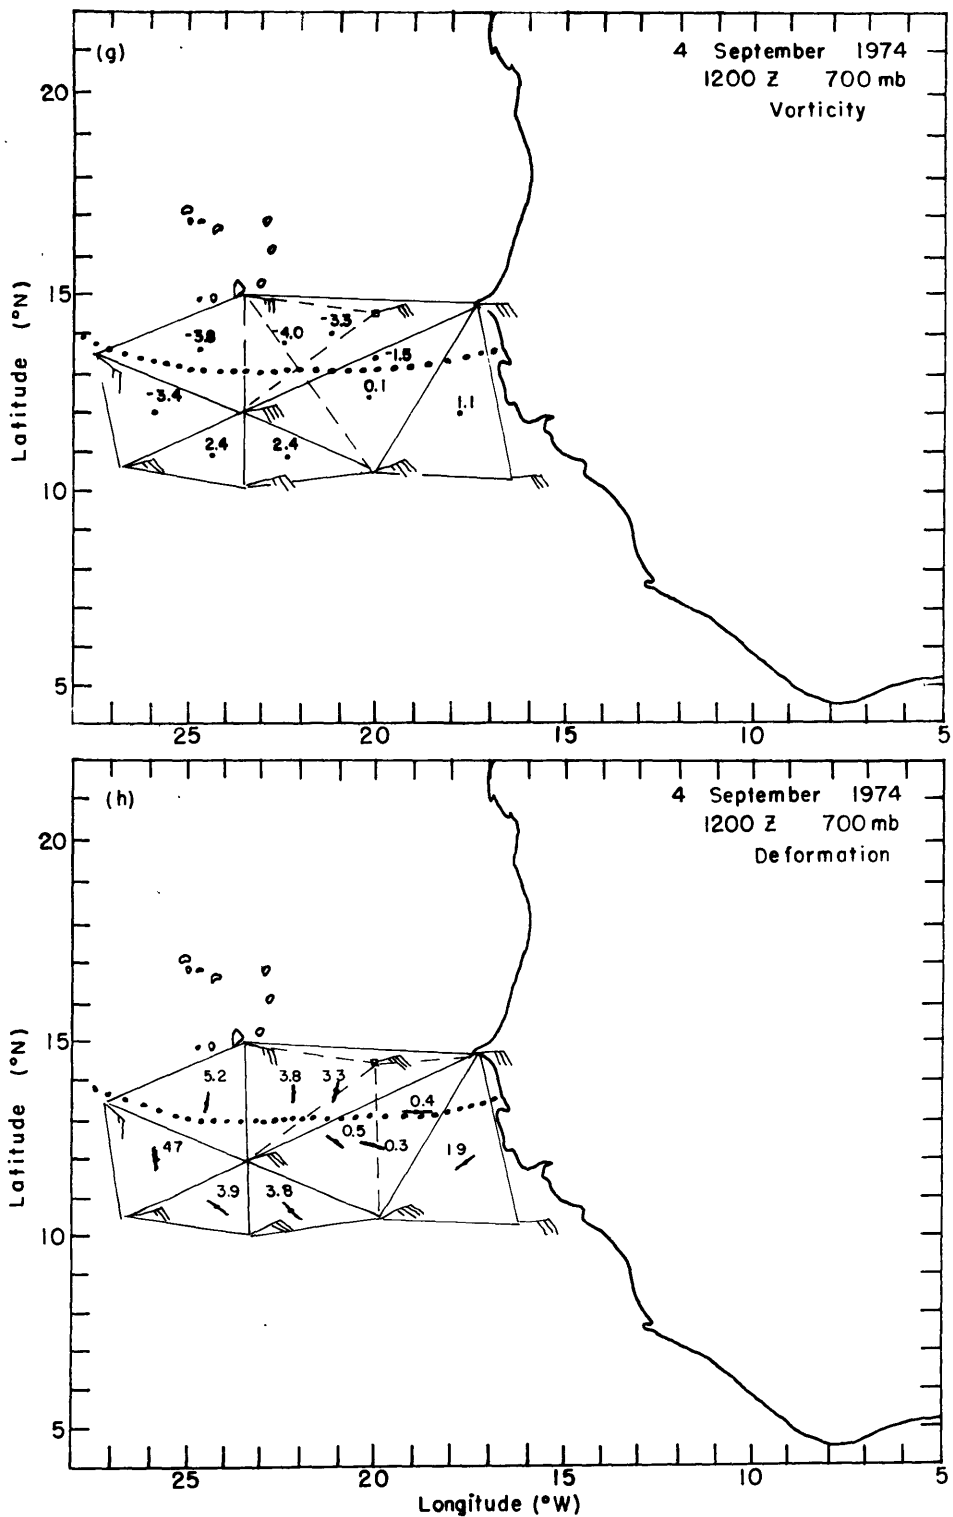 (g)
4 September 1974
1200 Z 700 mb
Vorticity
20
15
10
5
Latitude (°N)
-3.3
-4.0
-3.8
-1.5
0.1
-3.4
1.1
2.4 2.4
25 20 15 10 5
(h)
4 September 1974
1200 Z 700 mb
Deformation
20
15
10
5
Latitude (°N)
5.2 3.8 3.3
0.4
0.5
47 0.3 1 9
3.9 3.8
25 20 15 10 5
Longitude (°W)